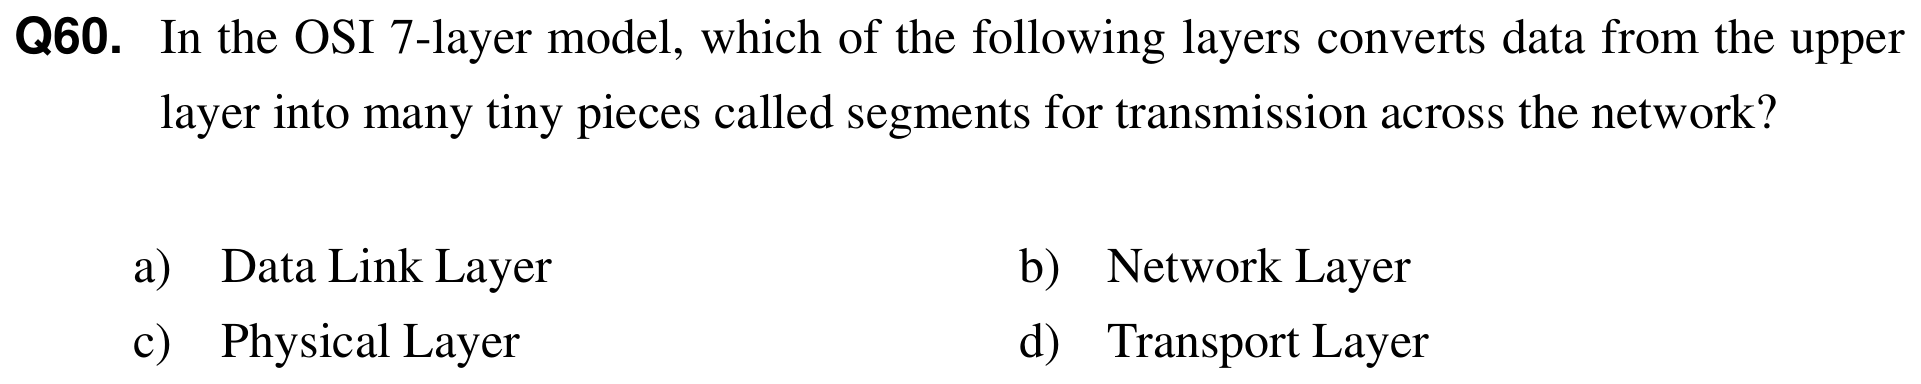 Q60. In the OSI 7-layer model, which of the following layers converts data from the upper
layer into many tiny pieces called segments for transmission across the network?
a) Data Link Layer b) Network Layer
c) Physical Layer d) Transport Layer